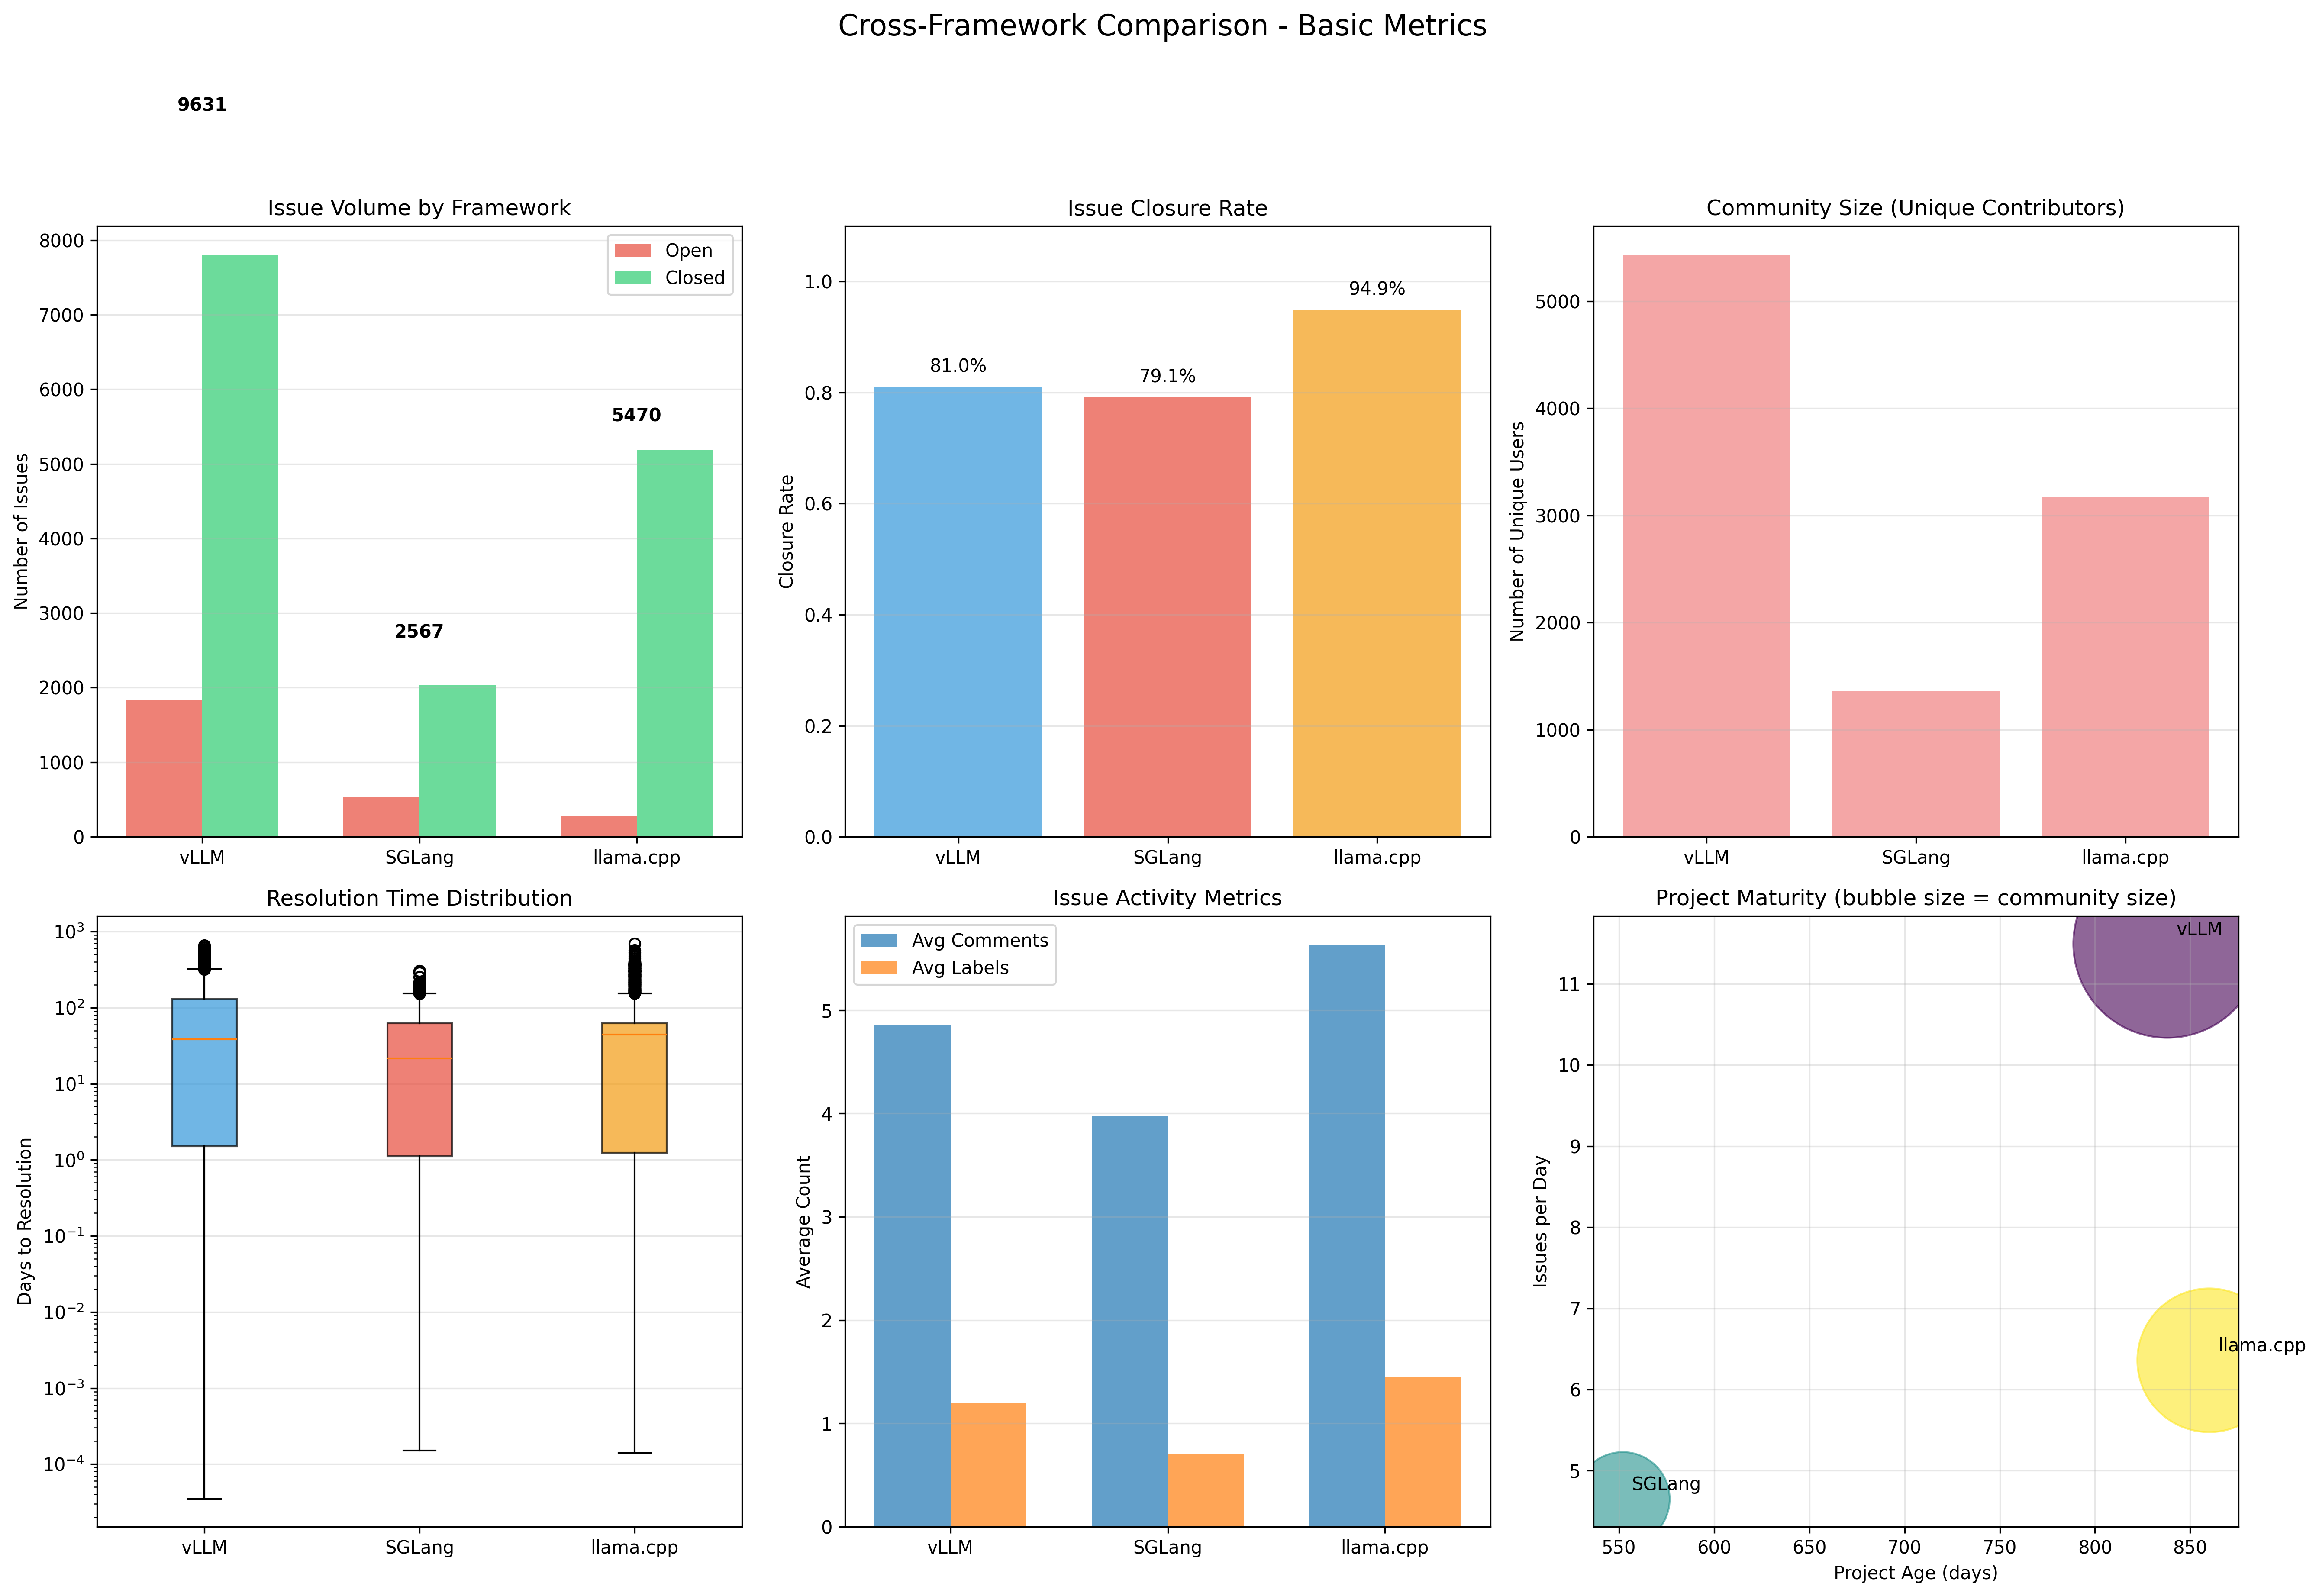 Cross-Framework Comparison - Basic Metrics
9631
Issue Volume by Framework
Number of Issues
8000
7000
6000
5000
4000
3000
2000
1000
0
Open
Closed
2567
5470
vLLM
SGLang
llama.cpp
Issue Closure Rate
Closure Rate
1.0
0.8
0.6
0.4
0.2
0.0
81.0%
79.1%
94.9%
vLLM
SGLang
llama.cpp
Community Size (Unique Contributors)
Number of Unique Users
5000
4000
3000
2000
1000
0
vLLM
SGLang
llama.cpp
Resolution Time Distribution
Days to Resolution
10³
10²
10¹
10⁰
10⁻¹
10⁻²
10⁻³
10⁻⁴
vLLM
SGLang
llama.cpp
Issue Activity Metrics
Average Count
Avg Comments
Avg Labels
5
4
3
2
1
0
vLLM
SGLang
llama.cpp
Project Maturity (bubble size = community size)
Issues per Day
11
10
9
8
7
6
5
vLLM
llama.cpp
SGLang
550
600
650
700
750
800
850
Project Age (days)